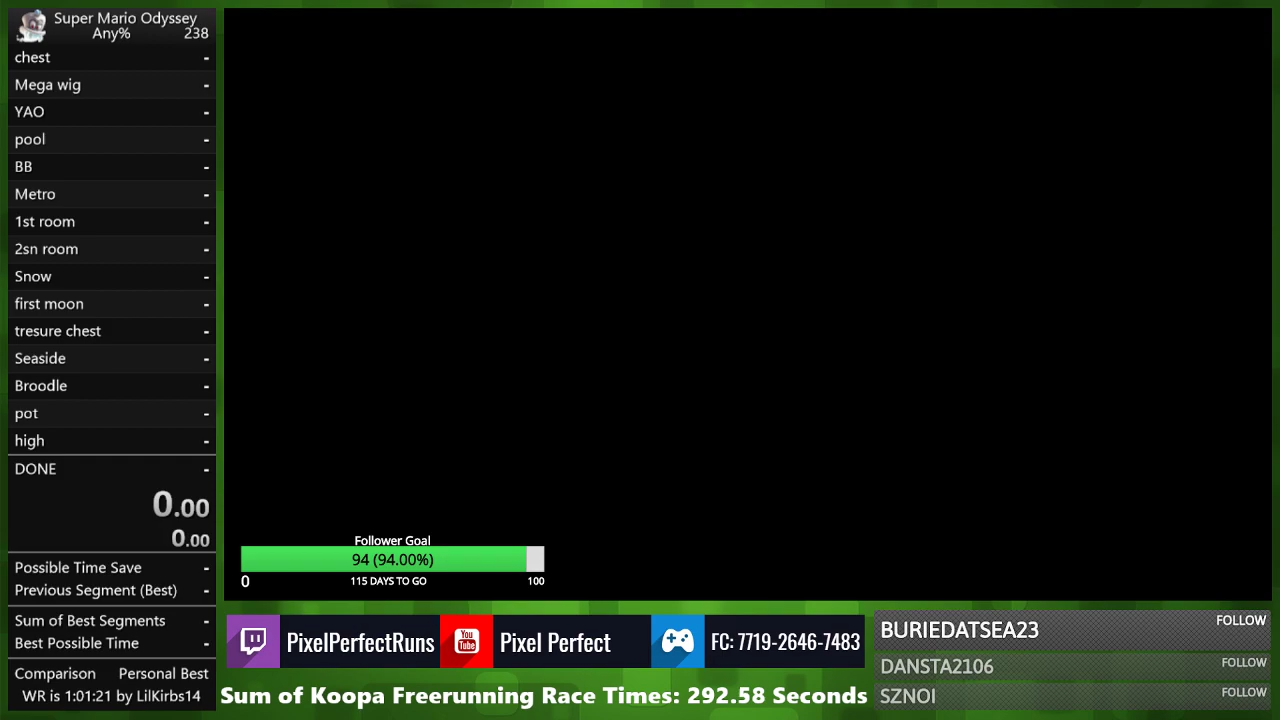 Super Mario Odyssey
Any% 238
chest -
Mega wig -
YAO -
pool -
BB -
Metro -
1st room -
2sn room -
Snow -
first moon -
tresure chest -
Seaside -
Broodle -
pot -
high -
DONE -
0.00
0.00
Possible Time Save -
Previous Segment (Best) -
Sum of Best Segments -
Best Possible Time -
Comparison Personal Best
WR is 1:01:21 by LilKirbs14
Follower Goal
94 (94.00%)
0 115 DAYS TO GO 100
PixelPerfectRuns You Tube Pixel Perfect FC: 7719-2646-7483
Sum of Koopa Freerunning Race Times: 292.58 Seconds
BURIEDATSEA23 FOLLOW
DANSTA2106 FOLLOW
SZNOI FOLLOW